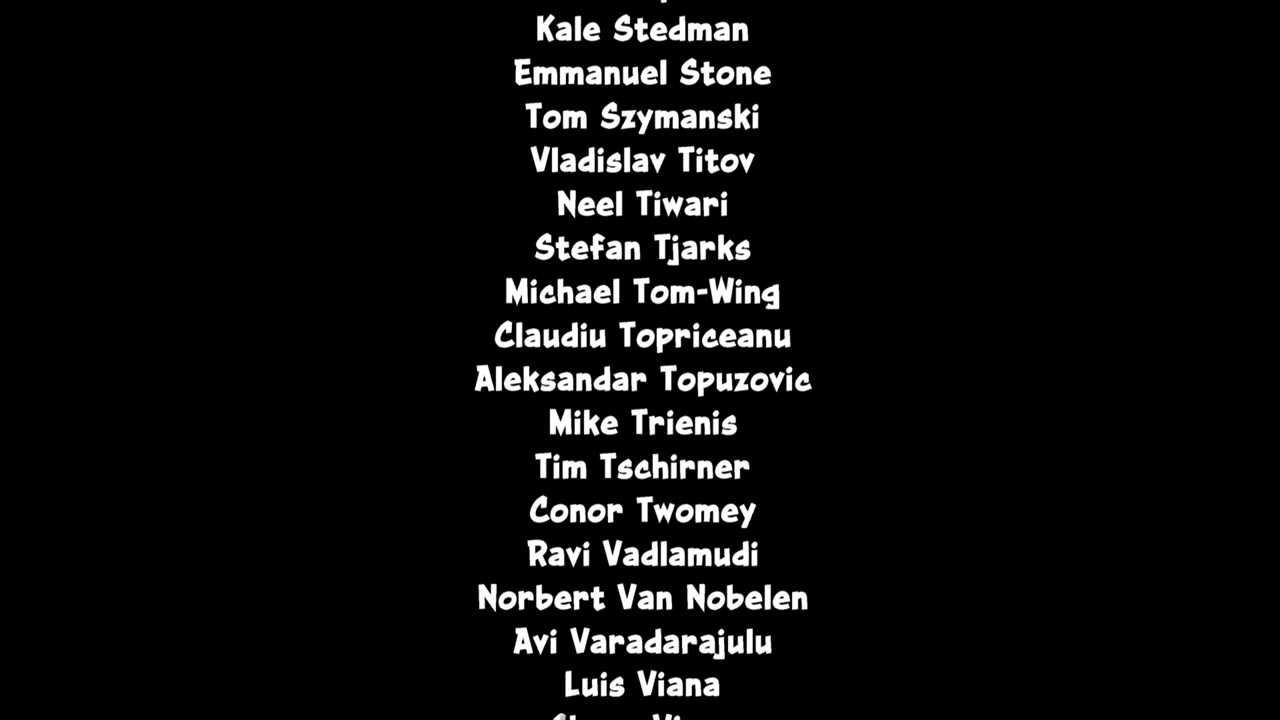 Kale Stedman
Emmanuel Stone
Tom Szymanski
Vladislav Titov
Neel Tiwari
Stefan Tjarks
Michael Tom-Wing
Claudiu Topriceanu
Aleksandar Topuzovic
Mike Trienis
Tim Tschirner
Conor Twomey
Ravi Vadlamudi
Norbert Van Nobelen
Avi Varadarajulu
Luis Viana